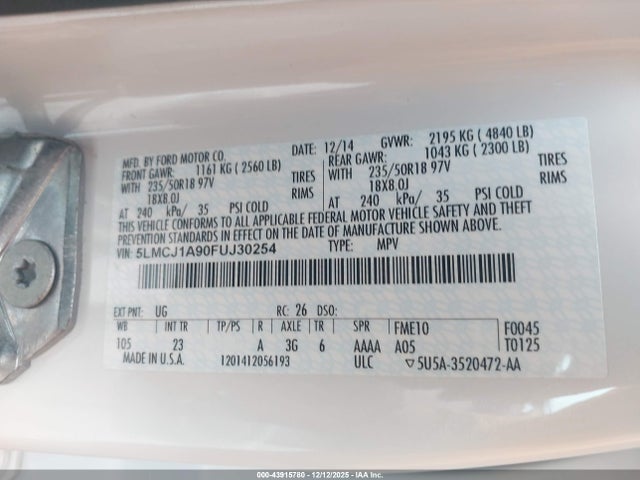 MFD. BY FORD MOTOR CO. DATE: 12/14 GVWR: 2195 KG ( 4840 LB)
FRONT GAWR: 1161 KG ( 2560 LB) REAR GAWR: 1043 KG ( 2300 LB)
WITH 235/50R18 97V TIRES WITH 235/50R18 97V TIRES
18X8.0J RIMS 18X8.0J RIMS
AT 240 kPa/ 35 PSI COLD AT 240 kPa/ 35 PSI COLD
THIS VEHICLE CONFORMS TO ALL APPLICABLE FEDERAL MOTOR VEHICLE SAFETY AND THEFT
PREVENTION STANDARDS IN EFFECT ON THE DATE OF MANUFACTURE SHOWN ABOVE.
VIN: 5LMCJ1A90FUJ30254 TYPE: MPV
EXT PNT: UG RC: 26 DSO:
WB INT TR TP/PS R AXLE TR SPR FME10 F0045
105 23 A 3G 6 AAAA A05 T0125
MADE IN U.S.A. 1201412056193 ULC ▽5U5A-3520472-AA
000-43915760 - 12/12/2025 - IAA Inc.